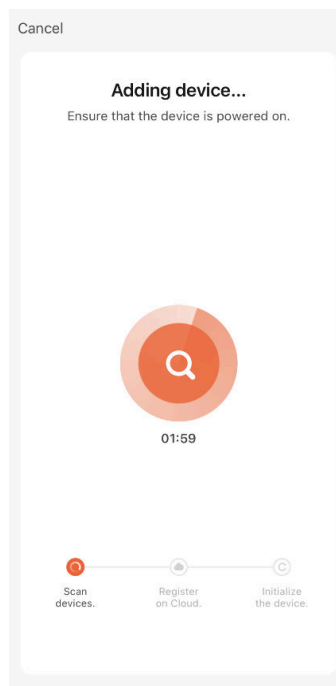 Cancel
Adding device...
Ensure that the device is powered on.
01:59
Scan
devices.
Register
on Cloud.
Initialize
the device.